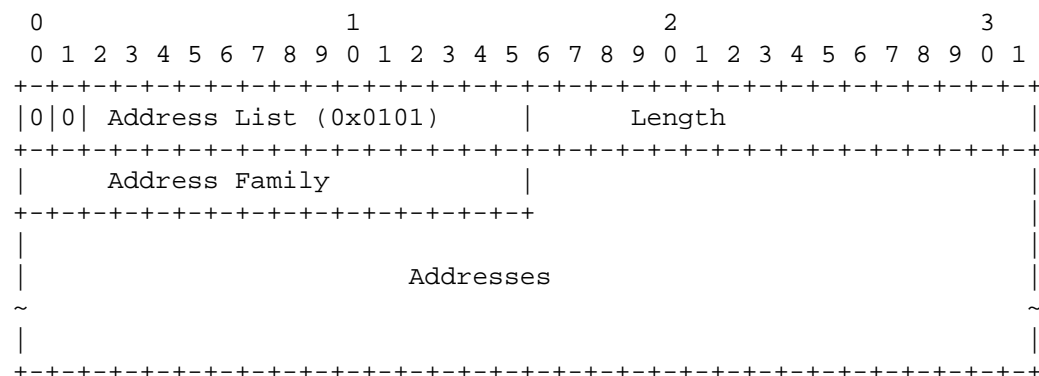 0                   1                   2                   3
 0 1 2 3 4 5 6 7 8 9 0 1 2 3 4 5 6 7 8 9 0 1 2 3 4 5 6 7 8 9 0 1
+-+-+-+-+-+-+-+-+-+-+-+-+-+-+-+-+-+-+-+-+-+-+-+-+-+-+-+-+-+-+-+-+
|0|0| Address List (0x0101)     |      Length                   |
+-+-+-+-+-+-+-+-+-+-+-+-+-+-+-+-+-+-+-+-+-+-+-+-+-+-+-+-+-+-+-+-+
|     Address Family            |                               |
+-+-+-+-+-+-+-+-+-+-+-+-+-+-+-+-+                               |
|                                                               |
|                        Addresses                              |
~                                                               ~
|                                                               |
+-+-+-+-+-+-+-+-+-+-+-+-+-+-+-+-+-+-+-+-+-+-+-+-+-+-+-+-+-+-+-+-+